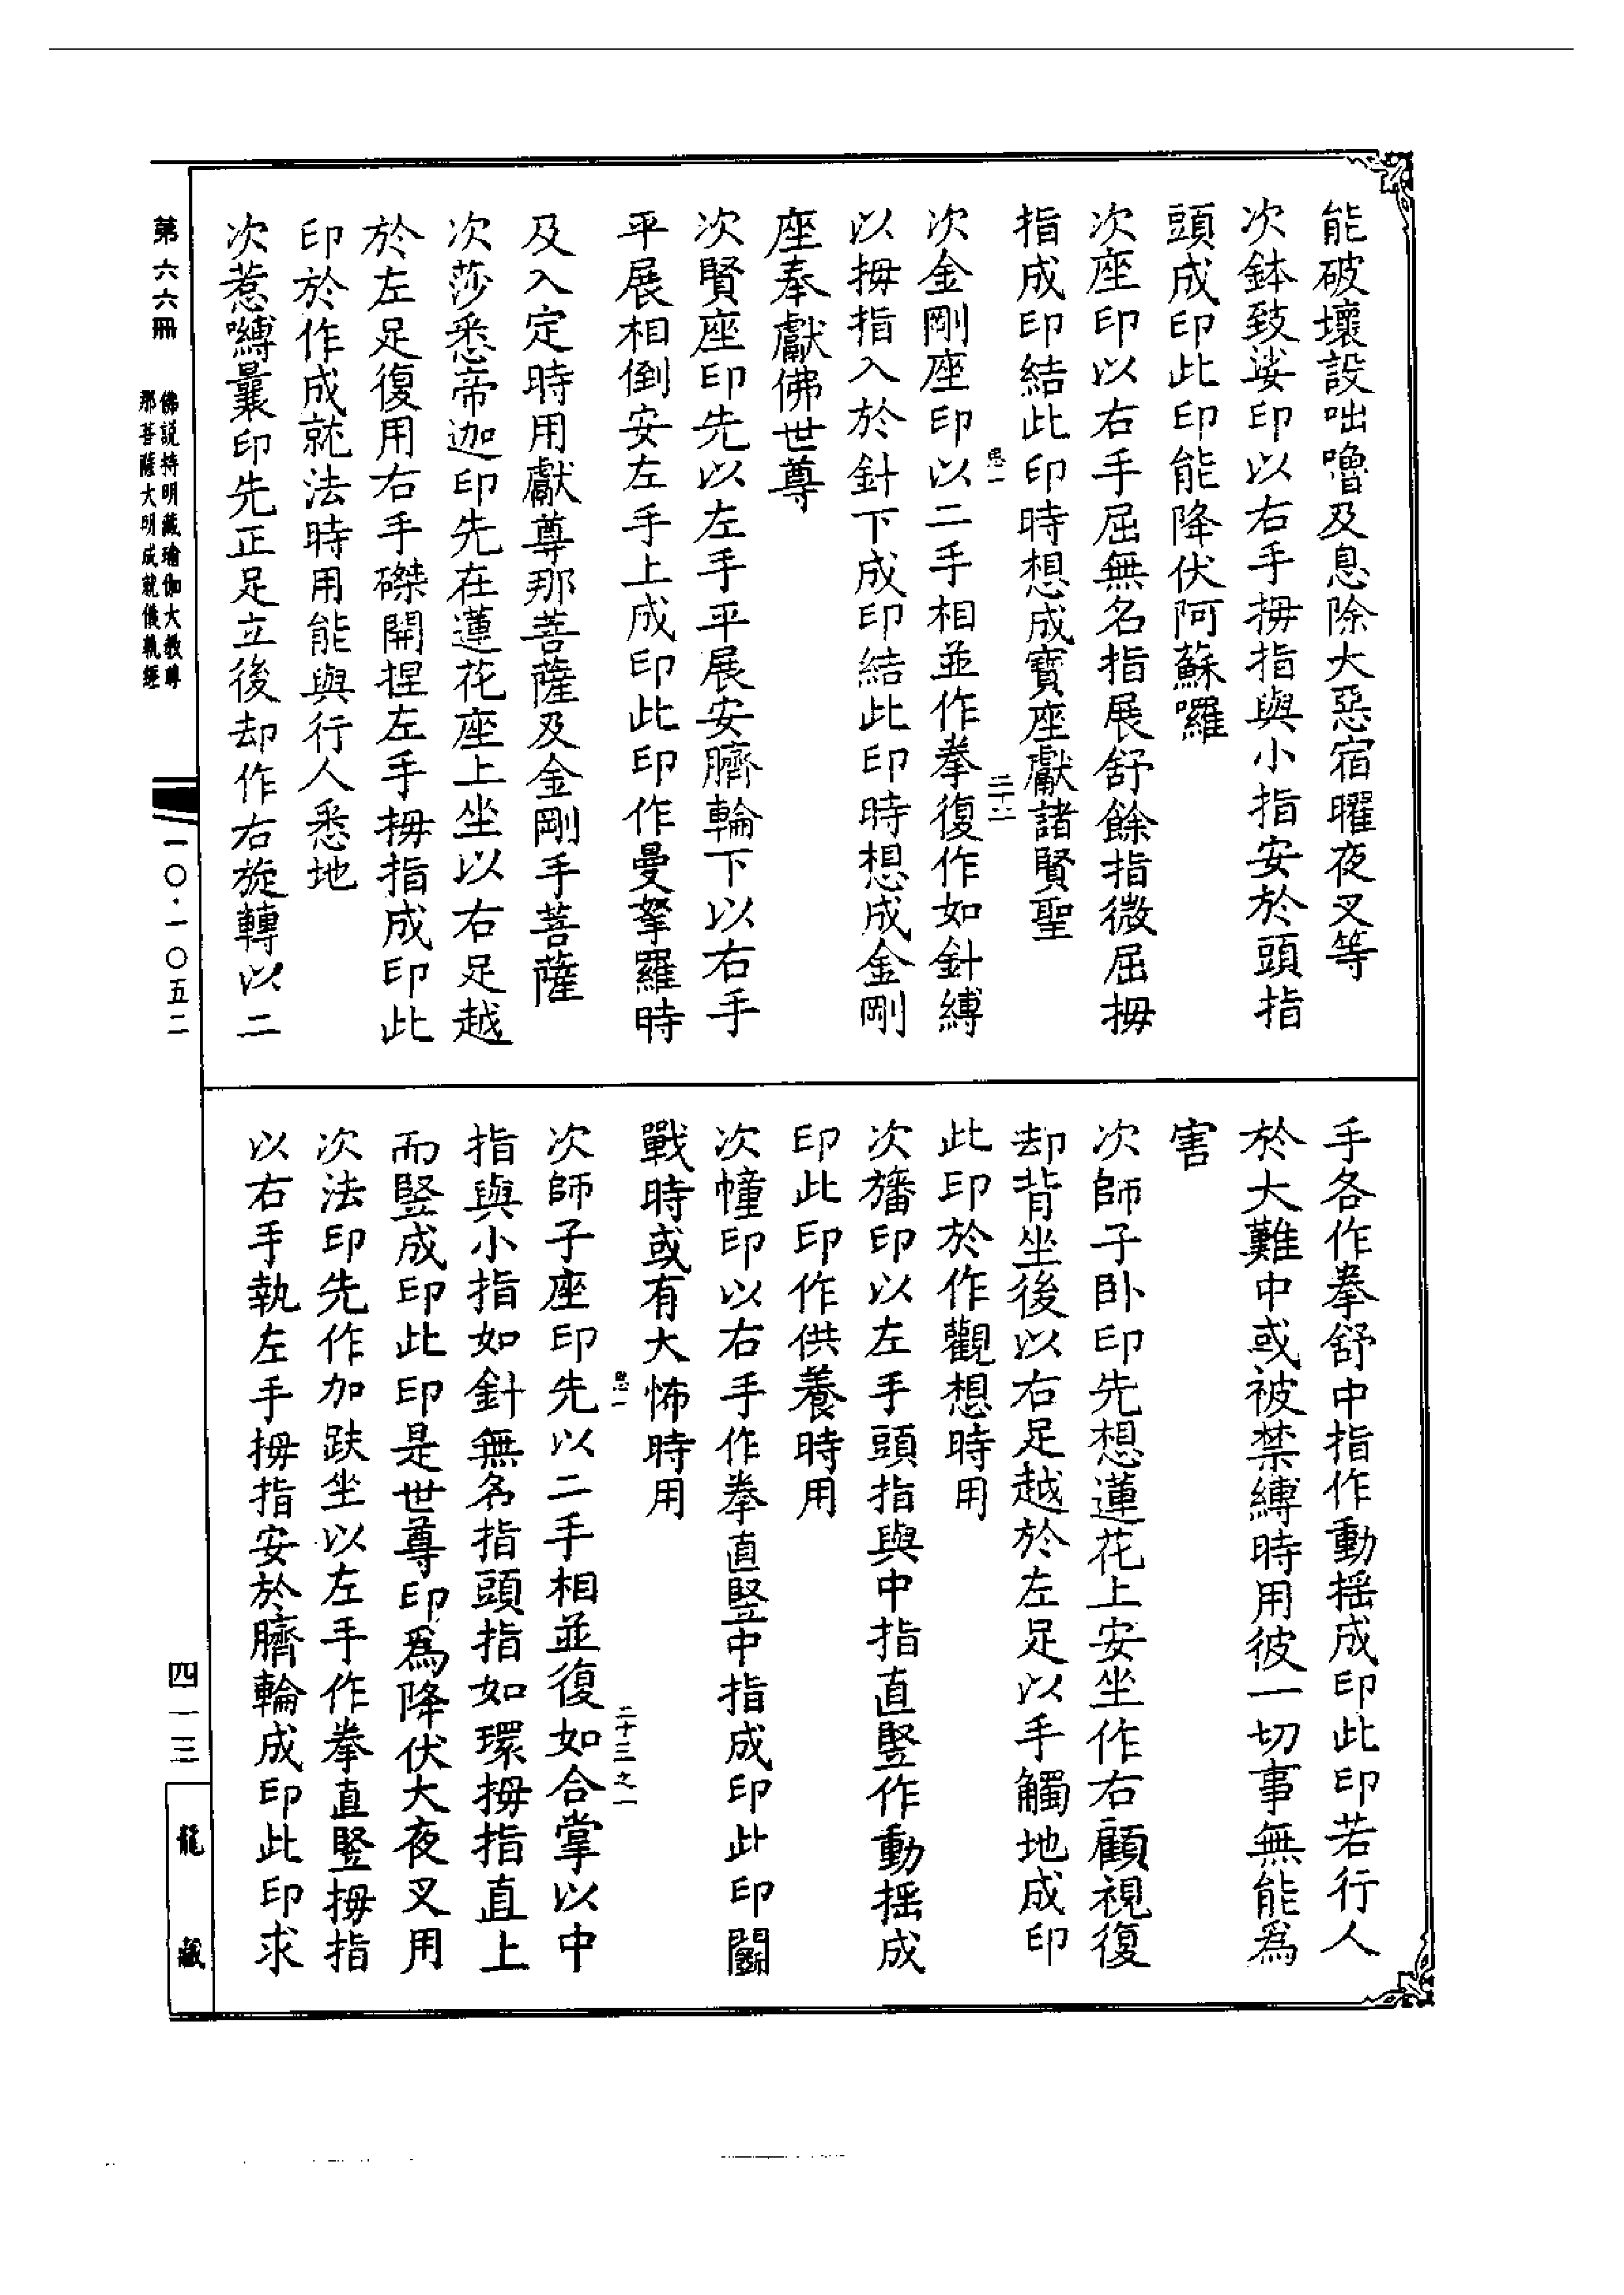 能破壞設咄嚕及息除大惡宿曜夜叉等
次鉢致娑印以右手拇指與小指安於頭指
頭成印此印能降伏阿蘇囉
次座印以右手屈無名指展舒餘指微屈拇
指成印結此印時想成寶座獻諸賢聖
思一
二十二
次金剛座印以二手相並作拳復作如針縛
以拇指入於針下成印結此印時想成金剛
座奉獻佛世尊
次賢座印先以左手平展安臍輪下以右手
平展相倒安左手上成印此印作曼拏羅時
及入定時用獻尊那菩薩及金剛手菩薩
次莎悉帝迦印先在蓮花座上坐以右足越
於左足復用右手磔開捏左手拇指成印此
印於作成就法時用能與行人悉地
次惹嚩曩印先正足立後却作右旋轉以二
手各作拳舒中指作動搖成印此印若行人
於大難中或被禁縛時用彼一切事無能爲
害
次師子卧印先想蓮花上安坐作右顧視復
却背坐後以右足越於左足以手觸地成印
此印於作觀想時用
次旛印以左手頭指與中指直豎作動搖成
印此印作供養時用
次幢印以右手作拳直豎中指成印此印鬭
戰時或有大怖時用
思一
二十三之一
次師子座印先以二手相並復如合掌以中
指與小指如針無名指頭指如環拇指直上
而豎成印此印是世尊印爲降伏大夜叉用
次法印先作加趺坐以左手作拳直豎拇指
以右手執左手拇指安於臍輪成印此印求
第六六冊
佛説持明藏瑜伽大教尊
那菩薩大明成就儀軌經
一〇·一〇五二
四一三
龍藏